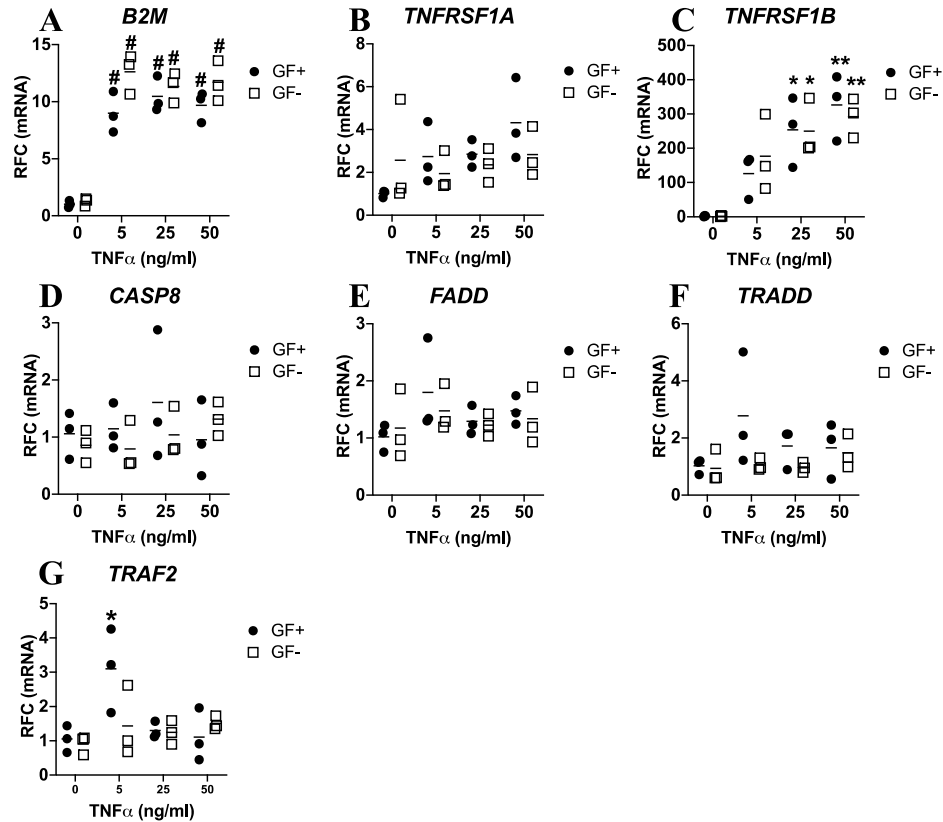 A B2M
# # # # # #
RFC (mRNA)
15
10
5
0
0 5 25 50
TNFα (ng/ml)
GF+
GF-
B TNFRSF1A
RFC (mRNA)
8
6
4
2
0
0 5 25 50
TNFα (ng/ml)
GF+
GF-
C TNFRSF1B
* * ** **
RFC (mRNA)
500
400
300
200
100
0
0 5 25 50
TNFα (ng/ml)
GF+
GF-
D CASP8
RFC (mRNA)
3
2
1
0
0 5 25 50
TNFα (ng/ml)
GF+
GF-
E FADD
RFC (mRNA)
3
2
1
0
0 5 25 50
TNFα (ng/ml)
GF+
GF-
F TRADD
RFC (mRNA)
6
4
2
0
0 5 25 50
TNFα (ng/ml)
GF+
GF-
G TRAF2
*
RFC (mRNA)
5
4
3
2
1
0
0 5 25 50
TNFα (ng/ml)
GF+
GF-